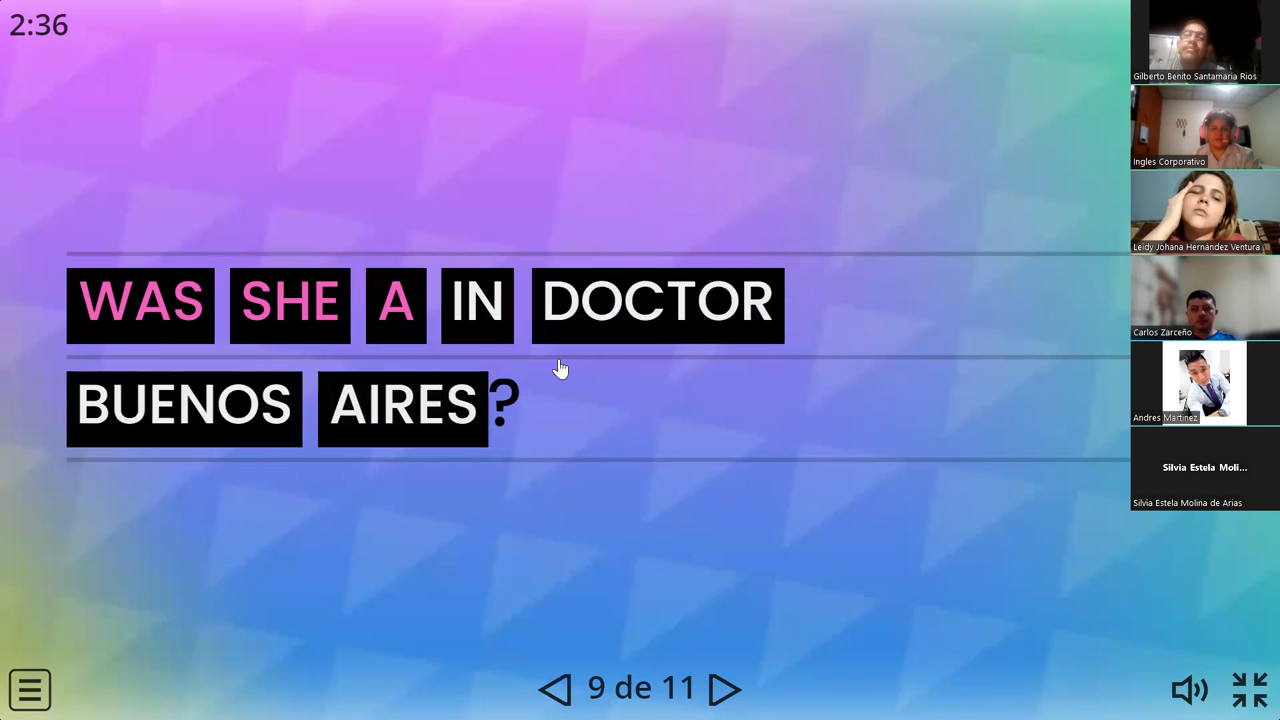 2:36
WAS SHE A IN DOCTOR
BUENOS AIRES?
9 de 11
Gilberto Benito Santamaria Rios
Ingles Corporativo
Leidy Johana Hernández Ventura
Carlos Zarceño
Andres Martinez
Silvia Estela Moli...
Silvia Estela Molina de Arias